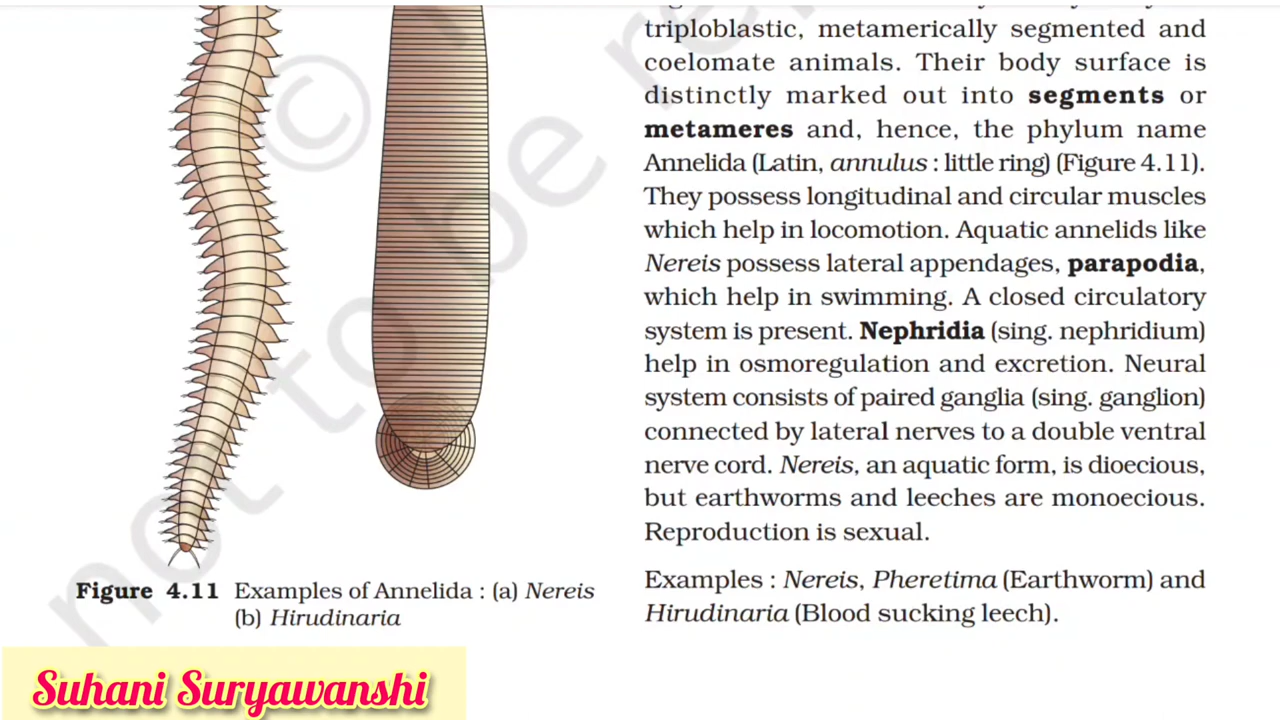 triploblastic, metamerically segmented and
coelomate animals. Their body surface is
distinctly marked out into segments or
metameres and, hence, the phylum name
Annelida (Latin, annulus : little ring) (Figure 4.11).
They possess longitudinal and circular muscles
which help in locomotion. Aquatic annelids like
Nereis possess lateral appendages, parapodia,
which help in swimming. A closed circulatory
system is present. Nephridia (sing. nephridium)
help in osmoregulation and excretion. Neural
system consists of paired ganglia (sing. ganglion)
connected by lateral nerves to a double ventral
nerve cord. Nereis, an aquatic form, is dioecious,
but earthworms and leeches are monoecious.
Reproduction is sexual.
Examples : Nereis, Pheretima (Earthworm) and
Hirudinaria (Blood sucking leech).
Figure 4.11 Examples of Annelida : (a) Nereis
(b) Hirudinaria
© not to be re
Suhani Suryawanshi